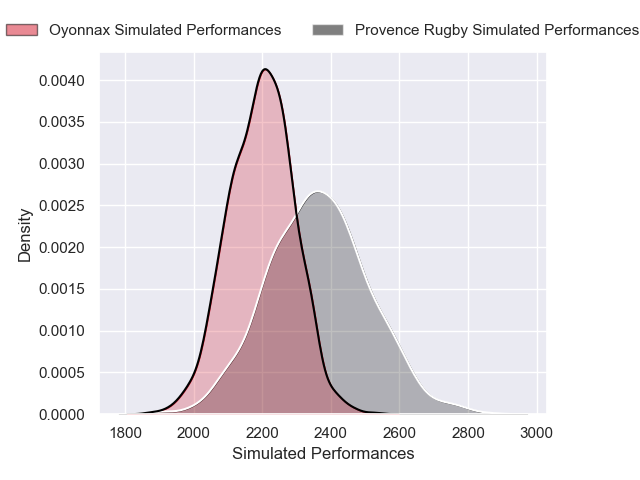 Oyonnax Simulated Performances
Provence Rugby Simulated Performances
0.0040
0.0035
0.0030
0.0025
0.0020
0.0015
0.0010
0.0005
0.0000
Density
1800 2000 2200 2400 2600 2800 3000
Simulated Performances